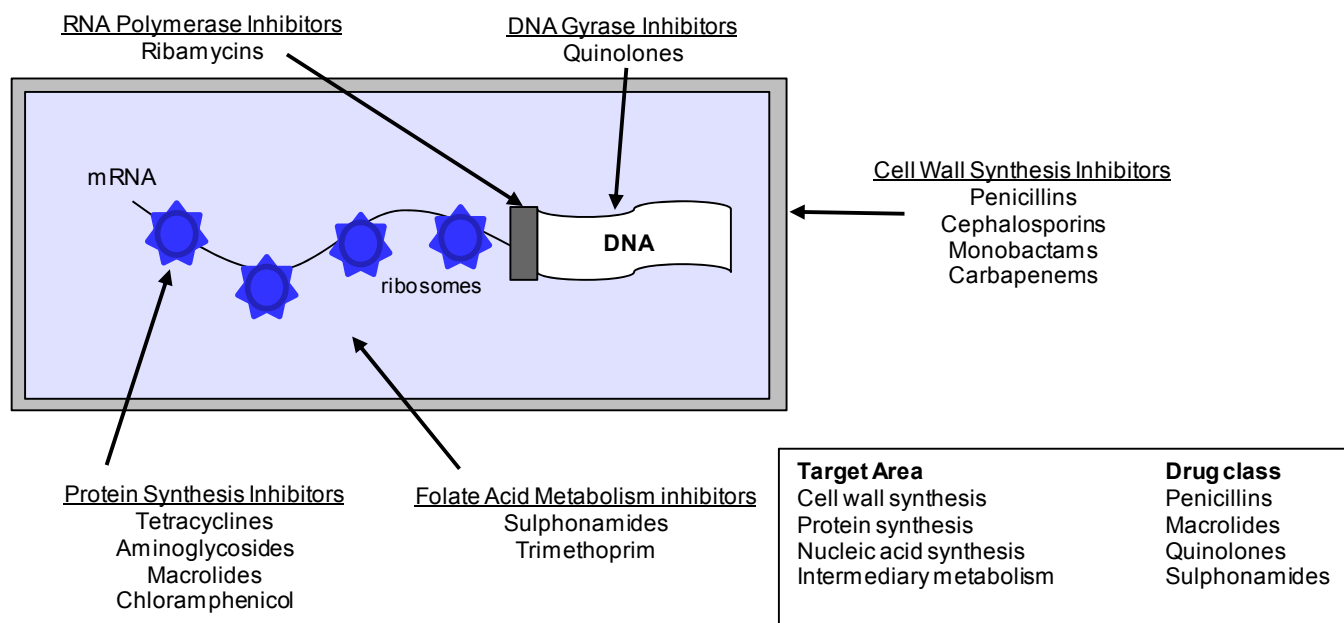 RNA Polymerase Inhibitors
Ribamycins
DNA Gyrase Inhibitors
Quinolones
mRNA
ribosomes
DNA
Cell Wall Synthesis Inhibitors
Penicillins
Cephalosporins
Monobactams
Carbapenems
Protein Synthesis Inhibitors
Tetracyclines
Aminoglycosides
Macrolides
Chloramphenicol
Folate Acid Metabolism inhibitors
Sulphonamides
Trimethoprim
Target Area Drug class
Cell wall synthesis Penicillins
Protein synthesis Macrolides
Nucleic acid synthesis Quinolones
Intermediary metabolism Sulphonamides